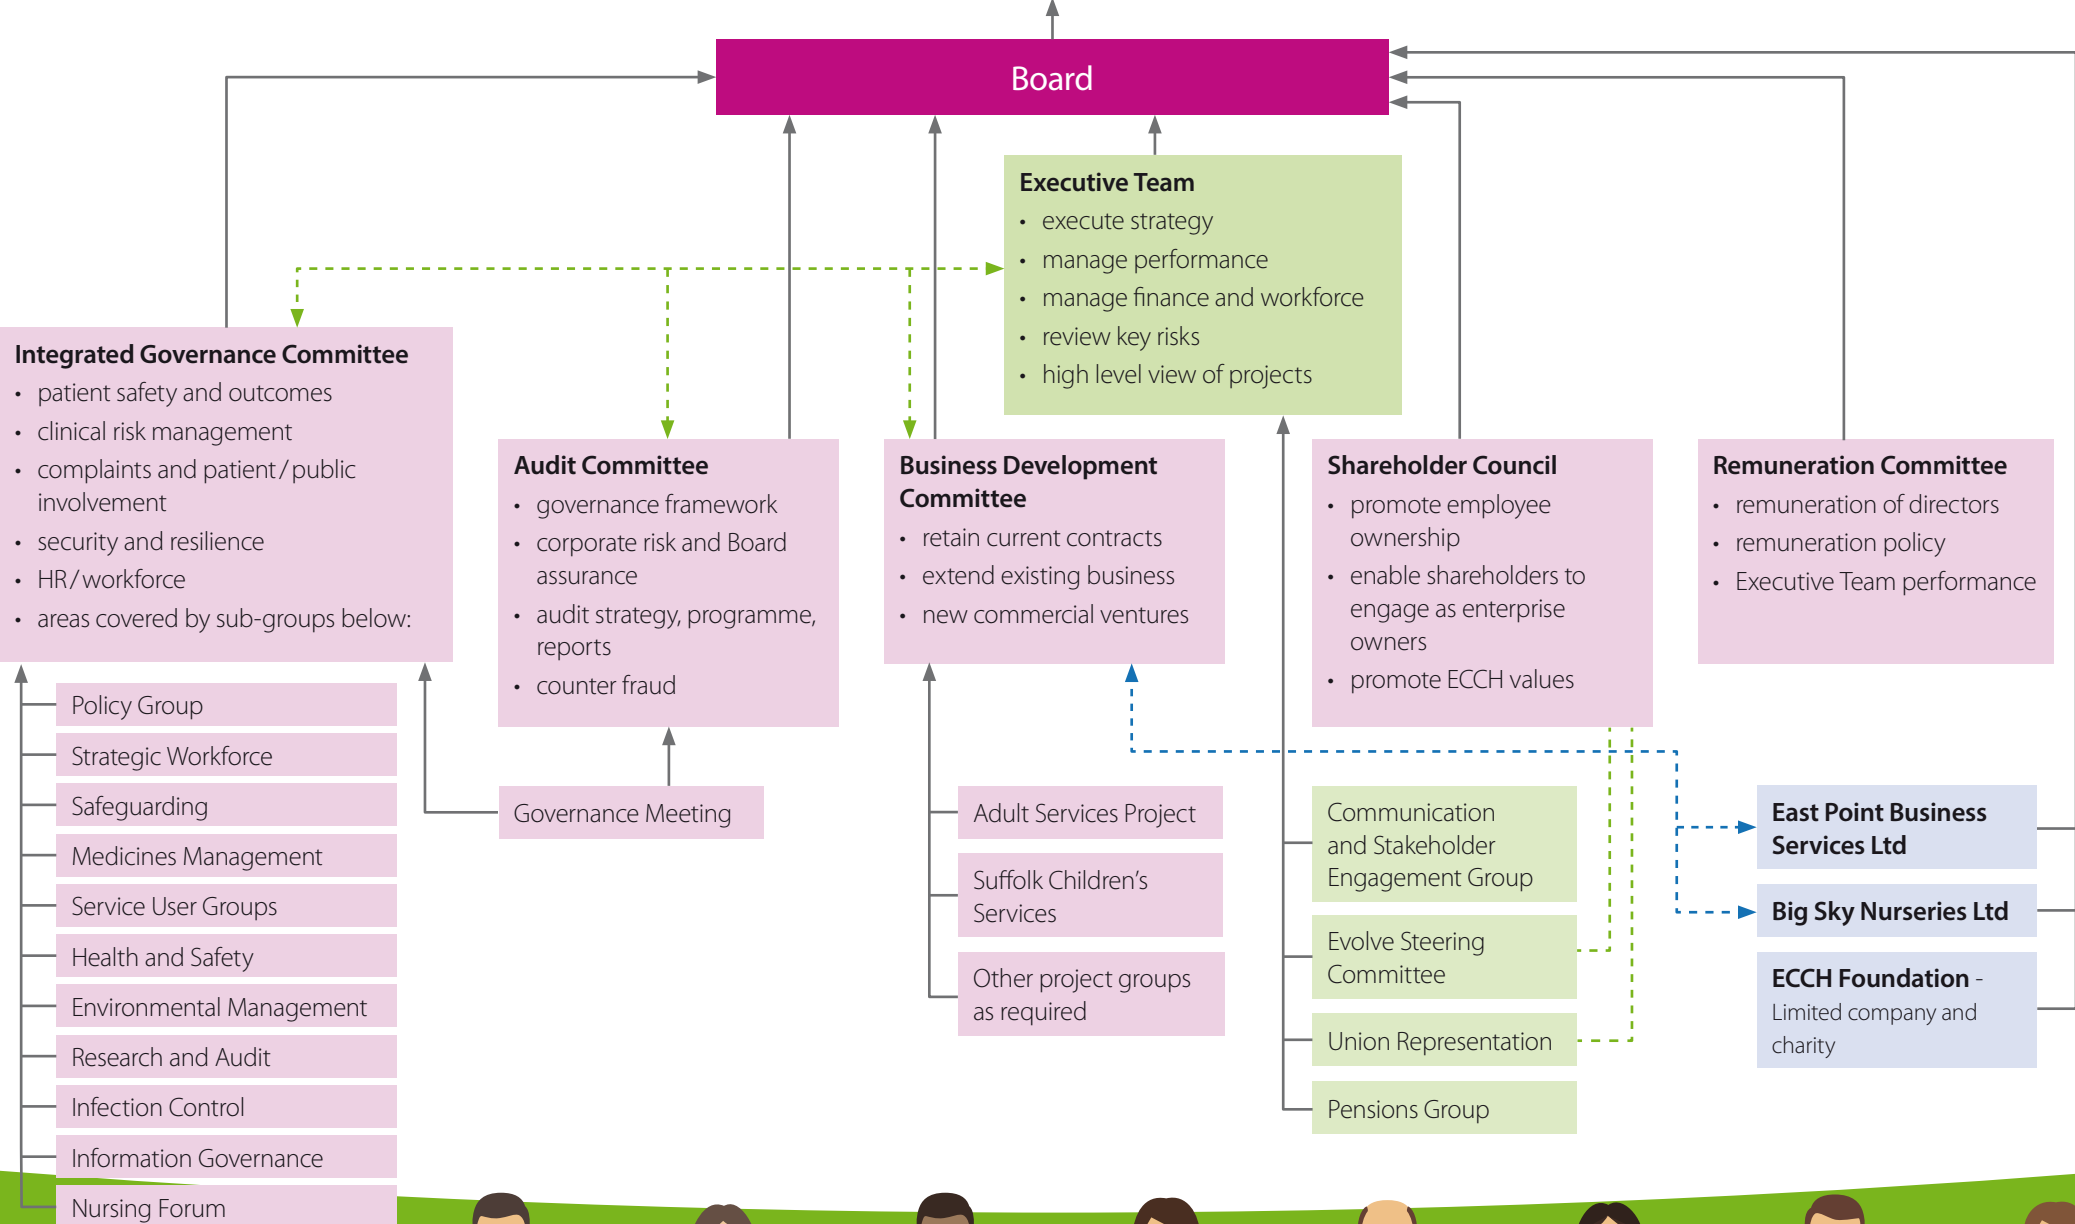 Board
Executive Team
• execute strategy
• manage performance
• manage finance and workforce
• review key risks
• high level view of projects
Integrated Governance Committee
• patient safety and outcomes
• clinical risk management
• complaints and patient/public
involvement
• security and resilience
• HR/workforce
• areas covered by sub-groups below:
Audit Committee
• governance framework
• corporate risk and Board
assurance
• audit strategy, programme,
reports
• counter fraud
Business Development
Committee
• retain current contracts
• extend existing business
• new commercial ventures
Shareholder Council
• promote employee
ownership
• enable shareholders to
engage as enterprise
owners
• promote ECCH values
Remuneration Committee
• remuneration of directors
• remuneration policy
• Executive Team performance
Policy Group
Strategic Workforce
Safeguarding
Medicines Management
Service User Groups
Health and Safety
Environmental Management
Research and Audit
Infection Control
Information Governance
Nursing Forum
Governance Meeting
Adult Services Project
Suffolk Children's
Services
Other project groups
as required
Communication
and Stakeholder
Engagement Group
Evolve Steering
Committee
Union Representation
Pensions Group
East Point Business
Services Ltd
Big Sky Nurseries Ltd
ECCH Foundation -
Limited company and
charity